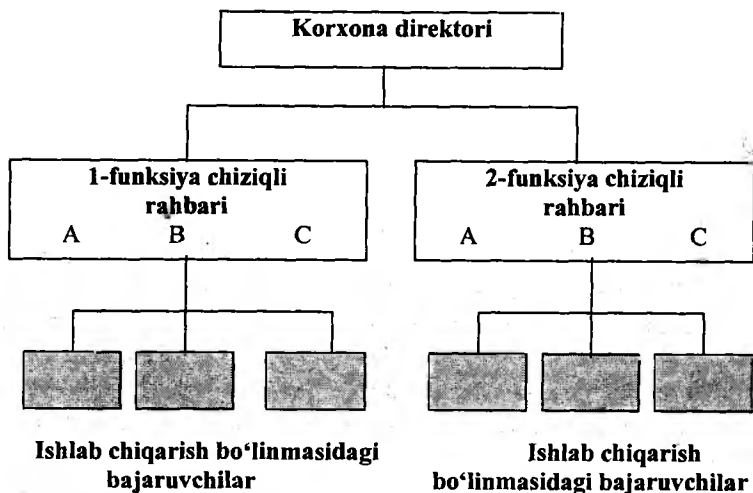 Korxona direktori
1-funksiya chiziqli
rahbari
A B C
2-funksiya chiziqli
rahbari
A B C
Ishlab chiqarish bo‘linmasidagi
bajaruvchilar
Ishlab chiqarish
bo‘linmasidagi bajaruvchilar